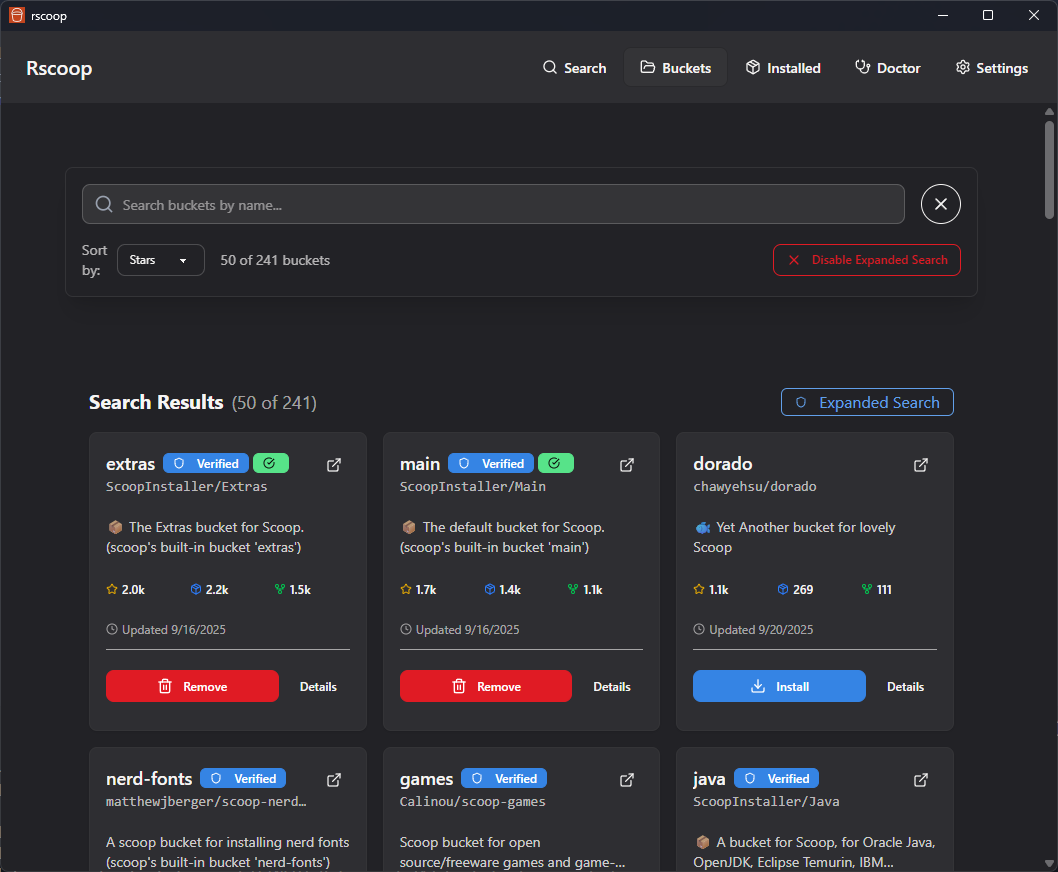 rscoop
Rscoop
Search
Buckets
Installed
Doctor
Settings
Search buckets by name...
Sort by:
Stars
50 of 241 buckets
Disable Expanded Search
Search Results (50 of 241)
Expanded Search
extras Verified
ScoopInstaller/Extras
📦 The Extras bucket for Scoop.
(scoop's built-in bucket 'extras')
2.0k 2.2k 1.5k
Updated 9/16/2025
Remove Details
main Verified
ScoopInstaller/Main
📦 The default bucket for Scoop.
(scoop's built-in bucket 'main')
1.7k 1.4k 1.1k
Updated 9/16/2025
Remove Details
dorado
chawyehsu/dorado
🐟 Yet Another bucket for lovely
Scoop
1.1k 269 111
Updated 9/20/2025
Install Details
nerd-fonts Verified
matthewjberger/scoop-nerd…
A scoop bucket for installing nerd fonts
(scoop's built-in bucket 'nerd-fonts')
games Verified
Calinou/scoop-games
Scoop bucket for open
source/freeware games and game-...
java Verified
ScoopInstaller/Java
📦 A bucket for Scoop, for Oracle Java,
OpenJDK, Eclipse Temurin, IBM...